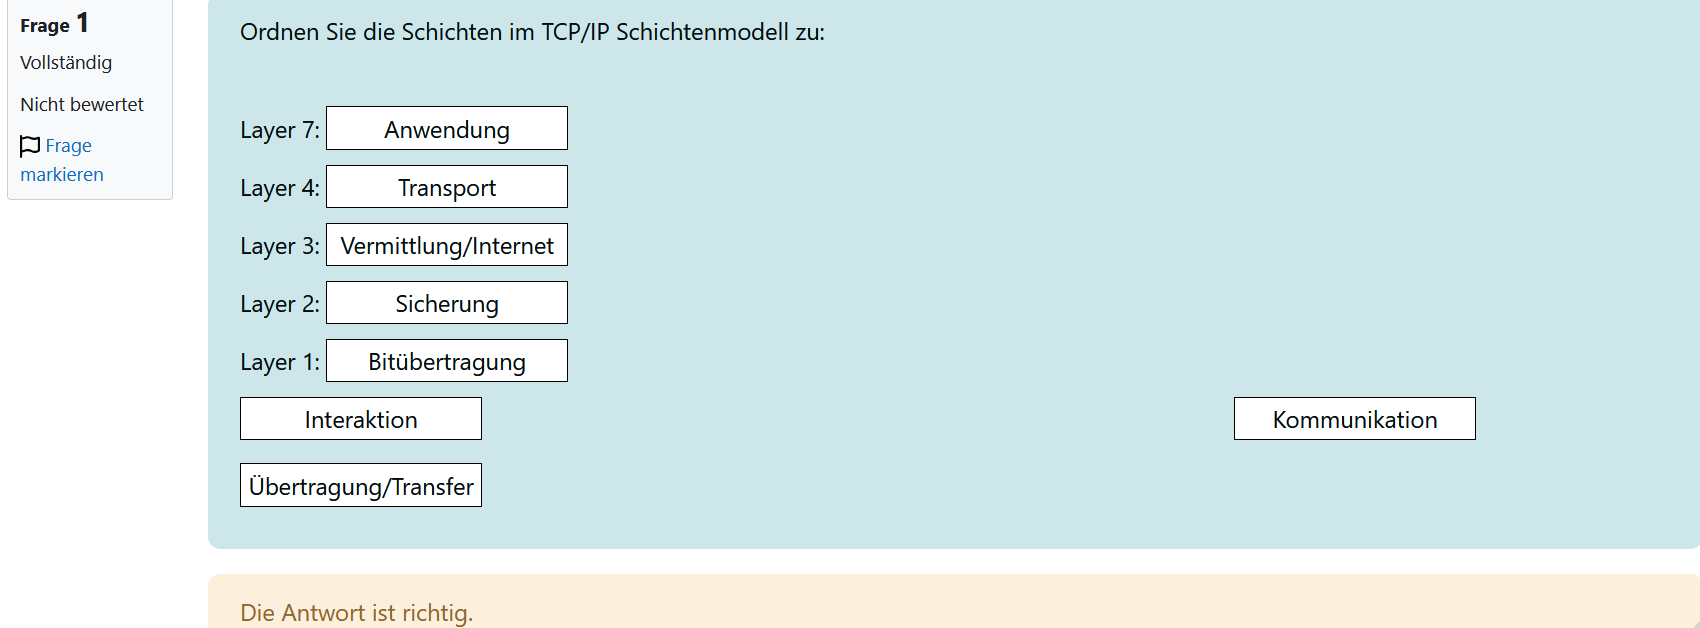 Frage 1
Vollständig
Nicht bewertet
Frage
markieren
Ordnen Sie die Schichten im TCP/IP Schichtenmodell zu:
Layer 7: Anwendung
Layer 4: Transport
Layer 3: Vermittlung/Internet
Layer 2: Sicherung
Layer 1: Bitübertragung
Interaktion Kommunikation
Übertragung/Transfer
Die Antwort ist richtig.